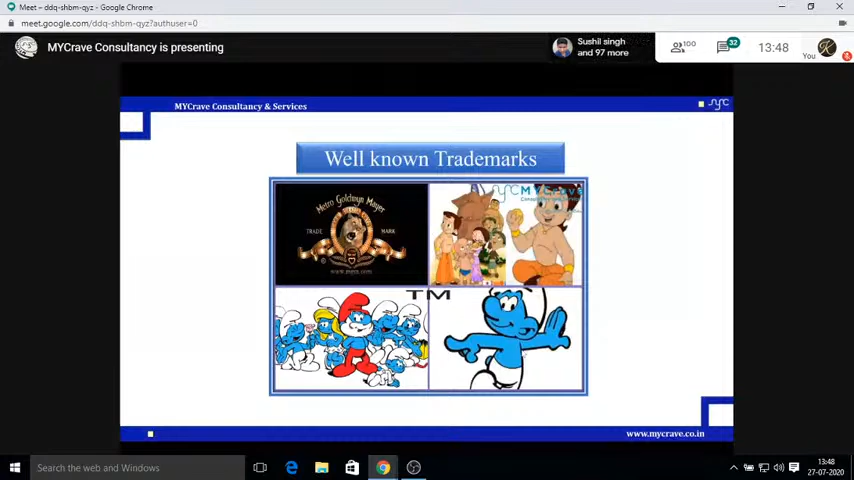 Meet – ddq-shbm-qyz - Google Chrome
meet.google.com/ddq-shbm-qyz?authuser=0
MYCrave Consultancy is presenting
Sushil singh
and 97 more
100
32
13:48
You
MYCrave Consultancy & Services
Well known Trademarks
Metro Goldwyn Mayer
TRADE MARK
MYCrave
TM
www.mycrave.co.in
Search the web and Windows
13:48
27-07-2020